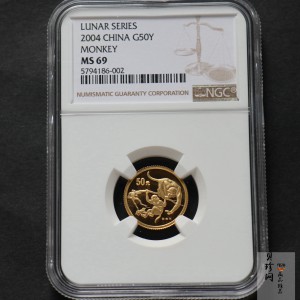 LUNAR SERIES
2004 CHINA G50Y
MONKEY
MS 69
5794186-002
NUMISMATIC GUARANTY CORPORATION
NGC
50元